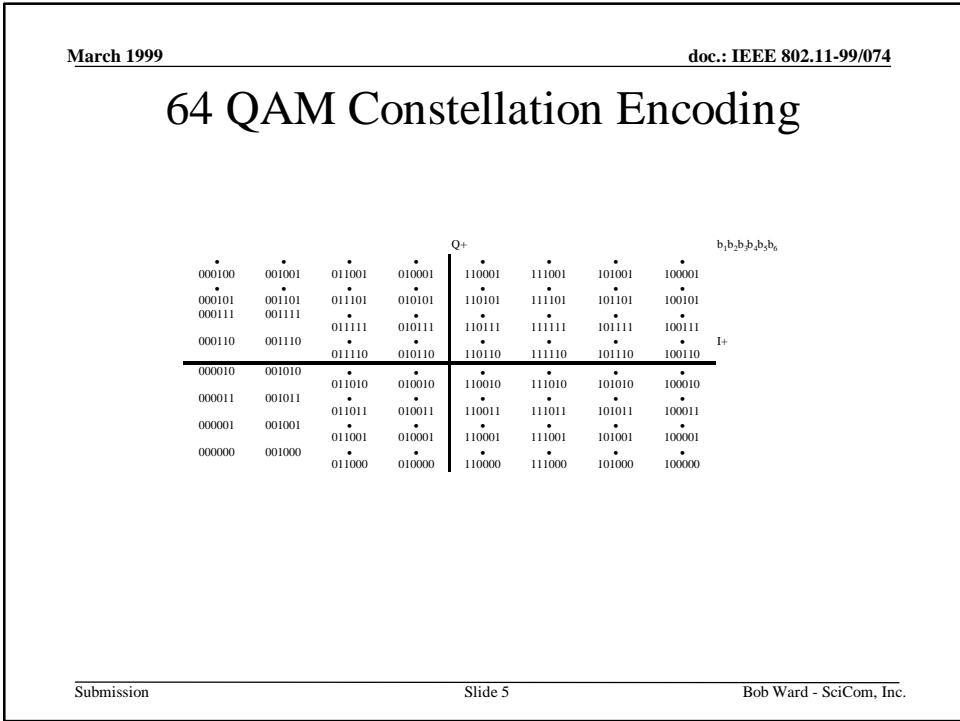 March 1999 doc.: IEEE 802.11-99/074
64 QAM Constellation Encoding
Q+ b1b2b3b4b5b6
000100 001001 011001 010001 110001 111001 101001 100001
000101 001101 011101 010101 110101 111101 101101 100101
000111 001111 011111 010111 110111 111111 101111 100111
I+
000110 001110 011110 010110 110110 111110 101110 100110
000010 001010 011010 010010 110010 111010 101010 100010
000011 001011 011011 010011 110011 111011 101011 100011
000001 001001 011001 010001 110001 111001 101001 100001
000000 001000 011000 010000 110000 111000 101000 100000
Submission Slide 5 Bob Ward - SciCom, Inc.